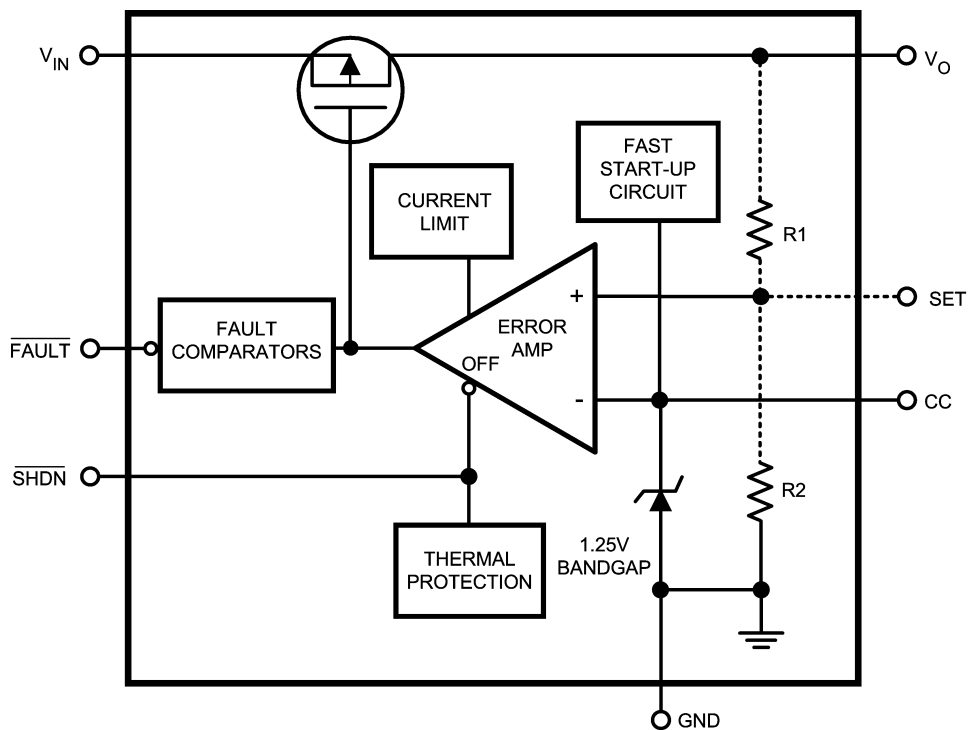 VIN
VO
FAST
START-UP
CIRCUIT
CURRENT
LIMIT
R1
+
SET
ERROR
AMP
FAULT
FAULT
COMPARATORS
OFF
-
CC
SHDN
R2
THERMAL
PROTECTION
1.25V
BANDGAP
GND